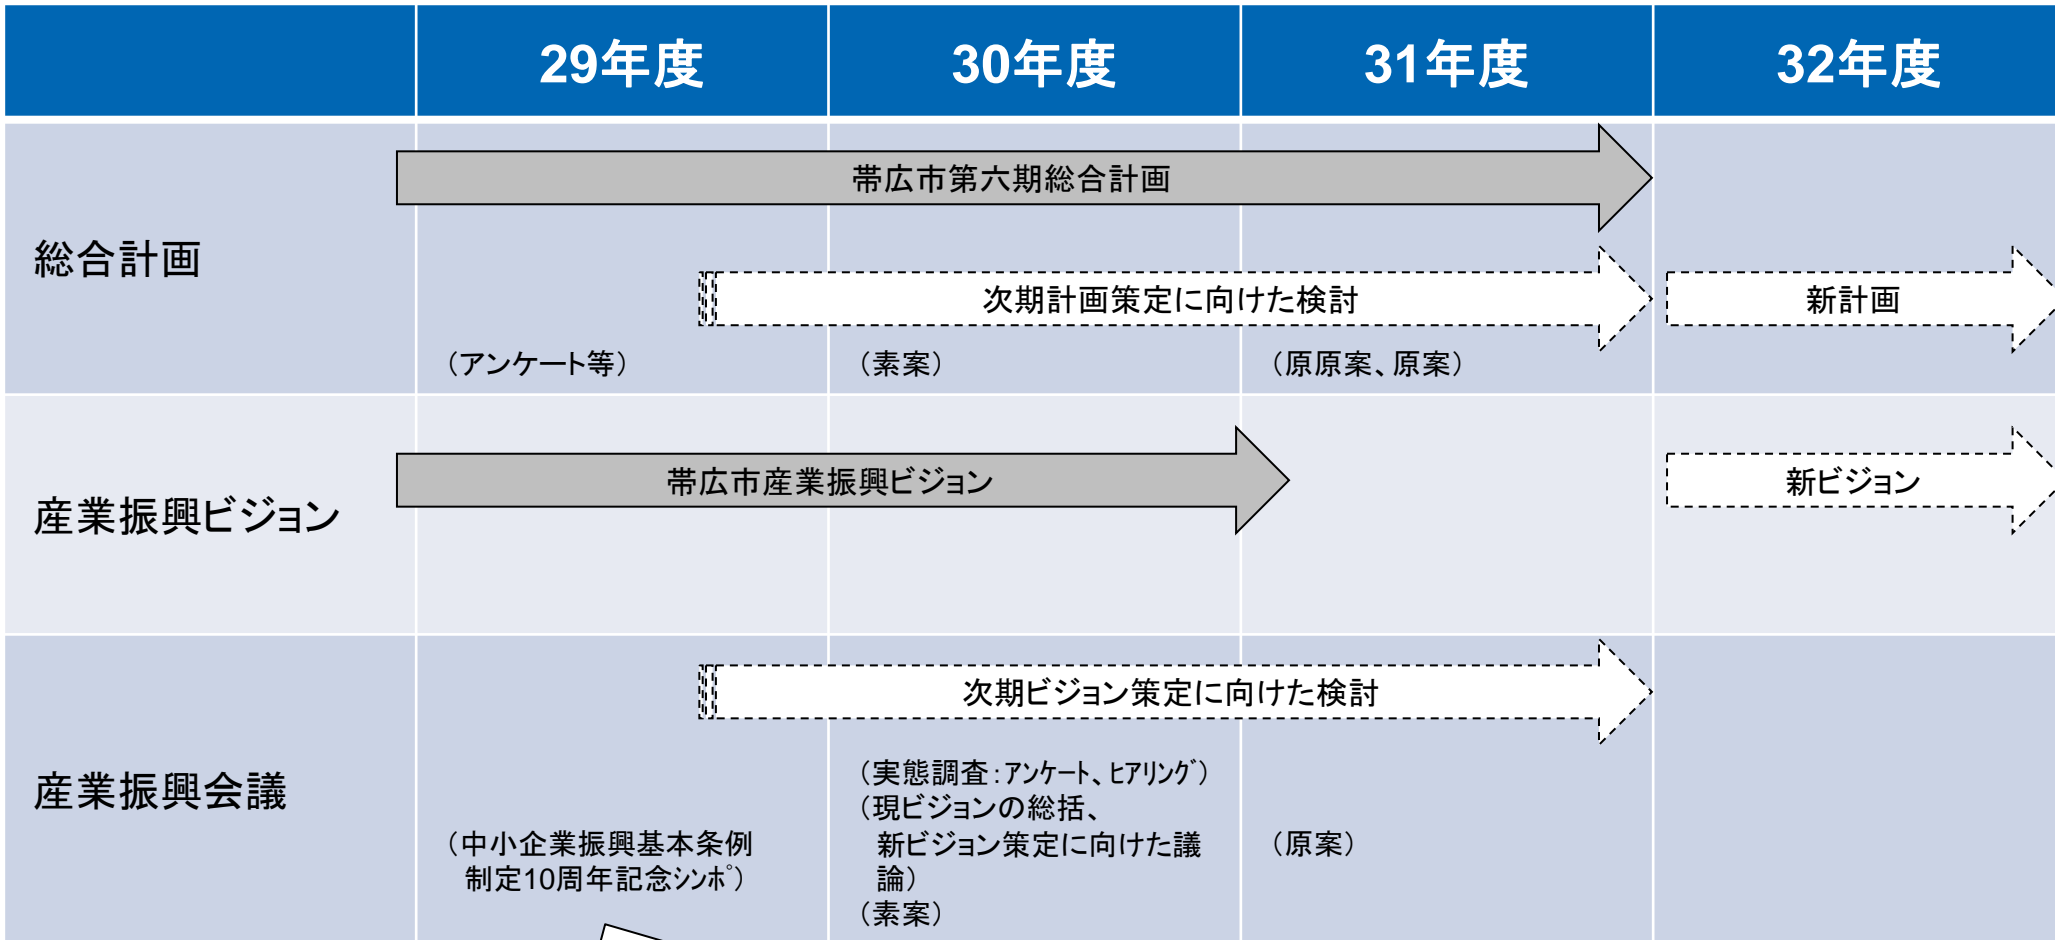 29年度
30年度
31年度
32年度
総合計画
帯広市第六期総合計画
次期計画策定に向けた検討
新計画
（アンケート等）
（素案）
（原原案、原案）
産業振興ビジョン
帯広市産業振興ビジョン
新ビジョン
産業振興会議
次期ビジョン策定に向けた検討
（中小企業振興基本条例
制定10周年記念ｼﾝﾎﾟ）
（実態調査：ｱﾝｹｰﾄ、ﾋｱﾘﾝｸﾞ）
（現ビジョンの総括、
新ビジョン策定に向けた議
論）
（素案）
（原案）